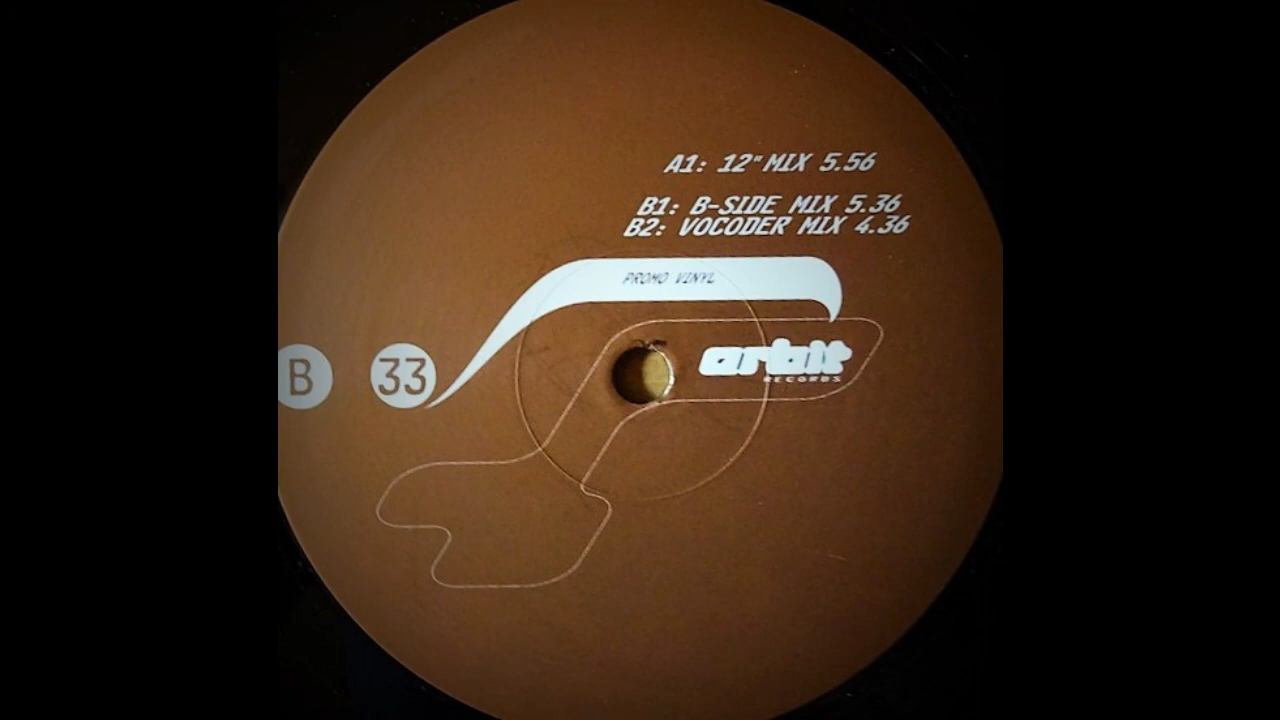 A1: 12" MIX 5.56
B1: B-SIDE MIX 5.36
B2: VOCODER MIX 4.36
PROMO VINYL
B 33
orbit
RECORDS